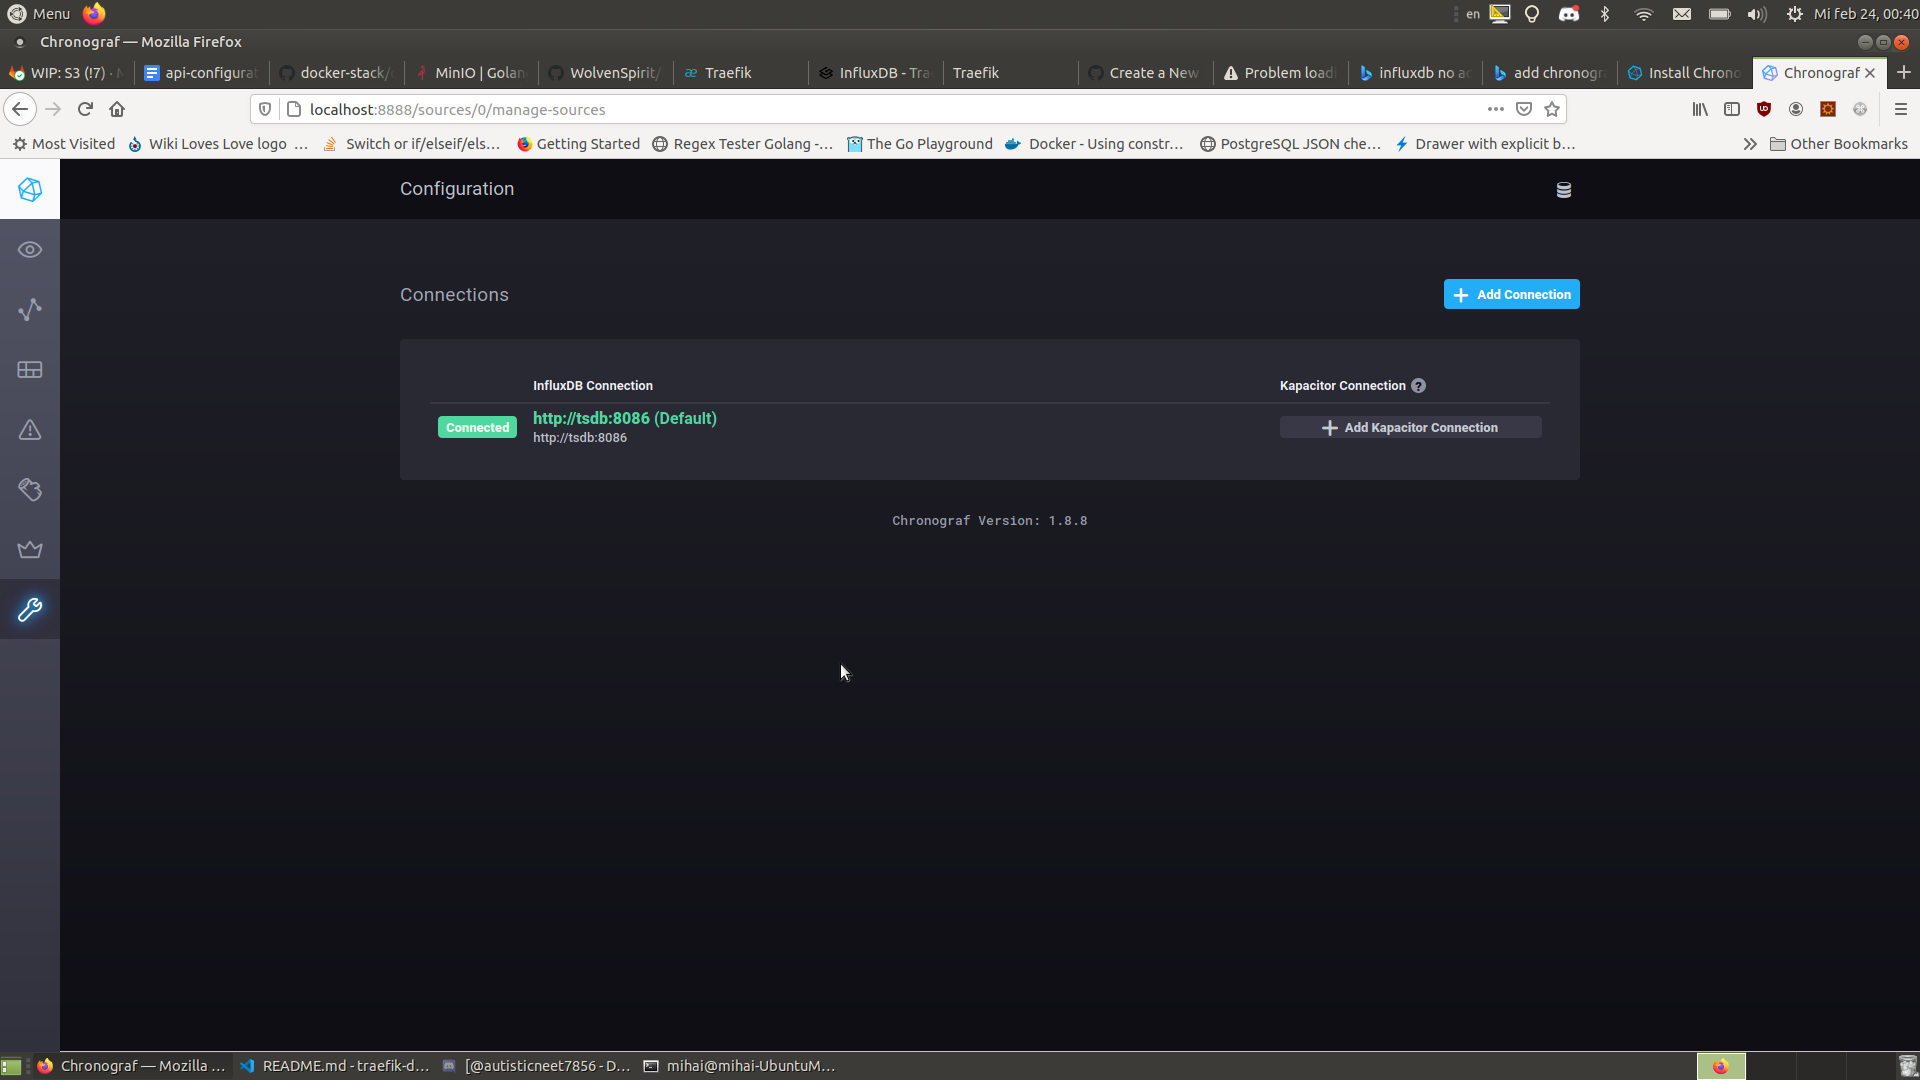 Menu
en
Mi feb 24, 00:40
Chronograf — Mozilla Firefox
WIP: S3 (!7) ·
api-configura
docker-stack/
MinIO | Golan
WolvenSpirit/
Traefik
InfluxDB - Tra
Traefik
Create a New
Problem loadi
influxdb no a
add chronogr
Install Chrono
Chronograf
localhost:8888/sources/0/manage-sources
Most Visited
Wiki Loves Love logo …
Switch or if/elseif/els…
Getting Started
Regex Tester Golang -…
The Go Playground
Docker - Using constr…
PostgreSQL JSON che…
Drawer with explicit b…
Other Bookmarks
Configuration
Connections
Add Connection
InfluxDB Connection
Kapacitor Connection ?
Connected
http://tsdb:8086 (Default)
http://tsdb:8086
Add Kapacitor Connection
Chronograf Version: 1.8.8
Chronograf — Mozilla …
README.md - traefik-d…
[@autisticneet7856 - D…
mihai@mihai-UbuntuM…